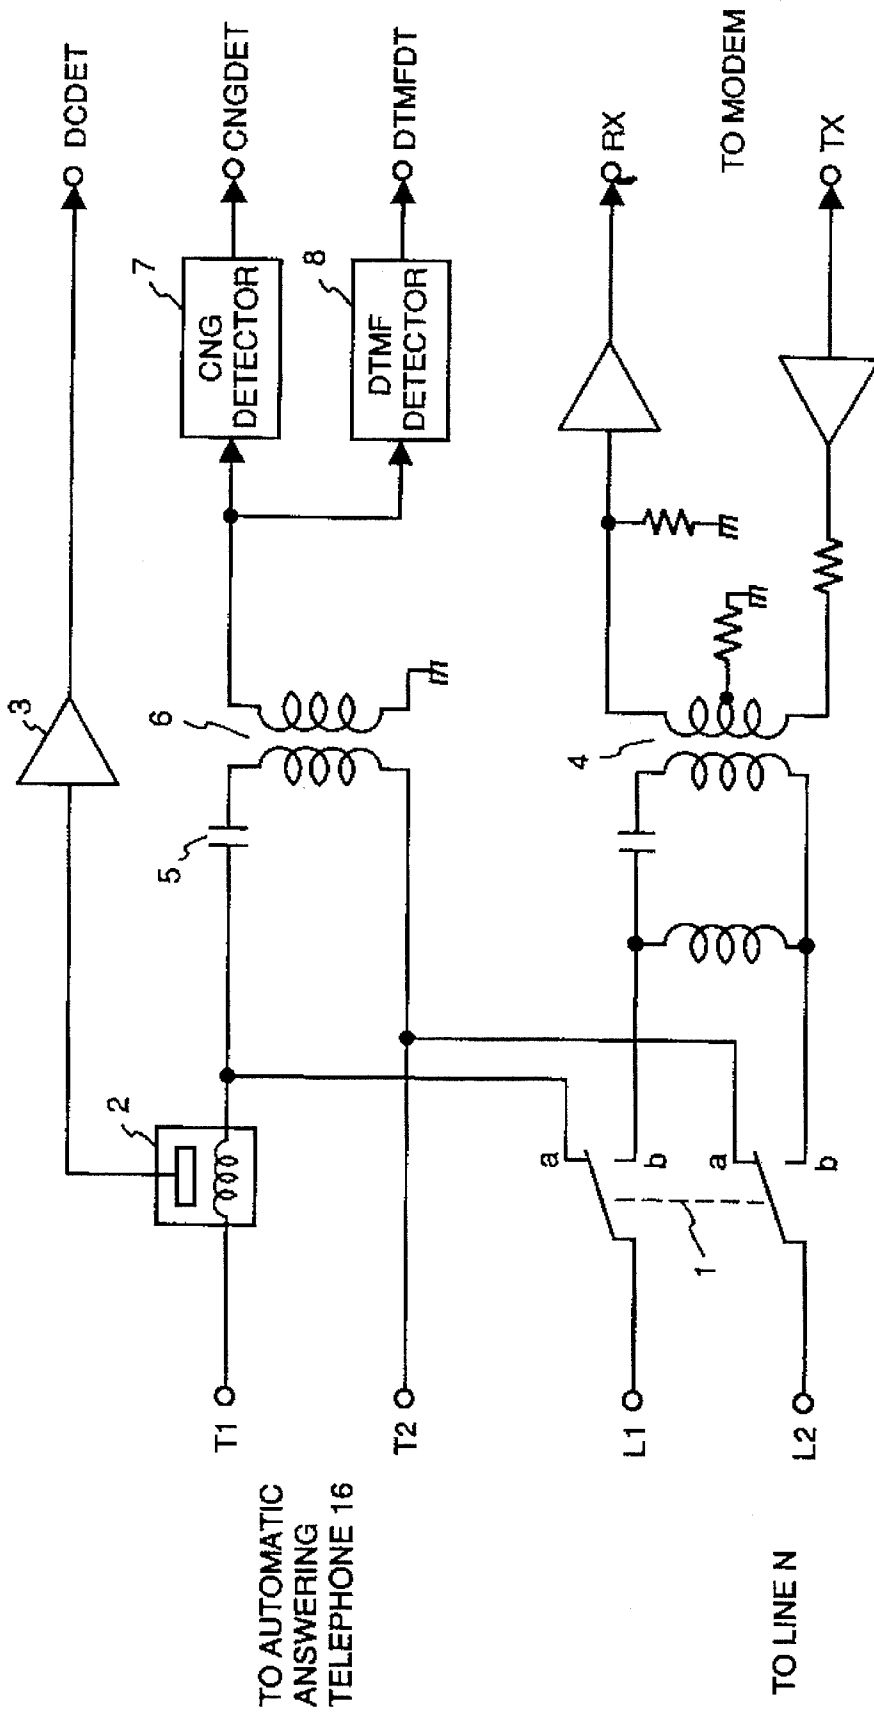 DCDET
CNGDET
DTMFDT
RX
TO MODEM
TX
7
CNG
DETECTOR
8
DTMF
DETECTOR
3
6
4
5
2
a
b
a
b
1
T1
T2
L1
L2
TO AUTOMATIC
ANSWERING
TELEPHONE 16
TO LINE N